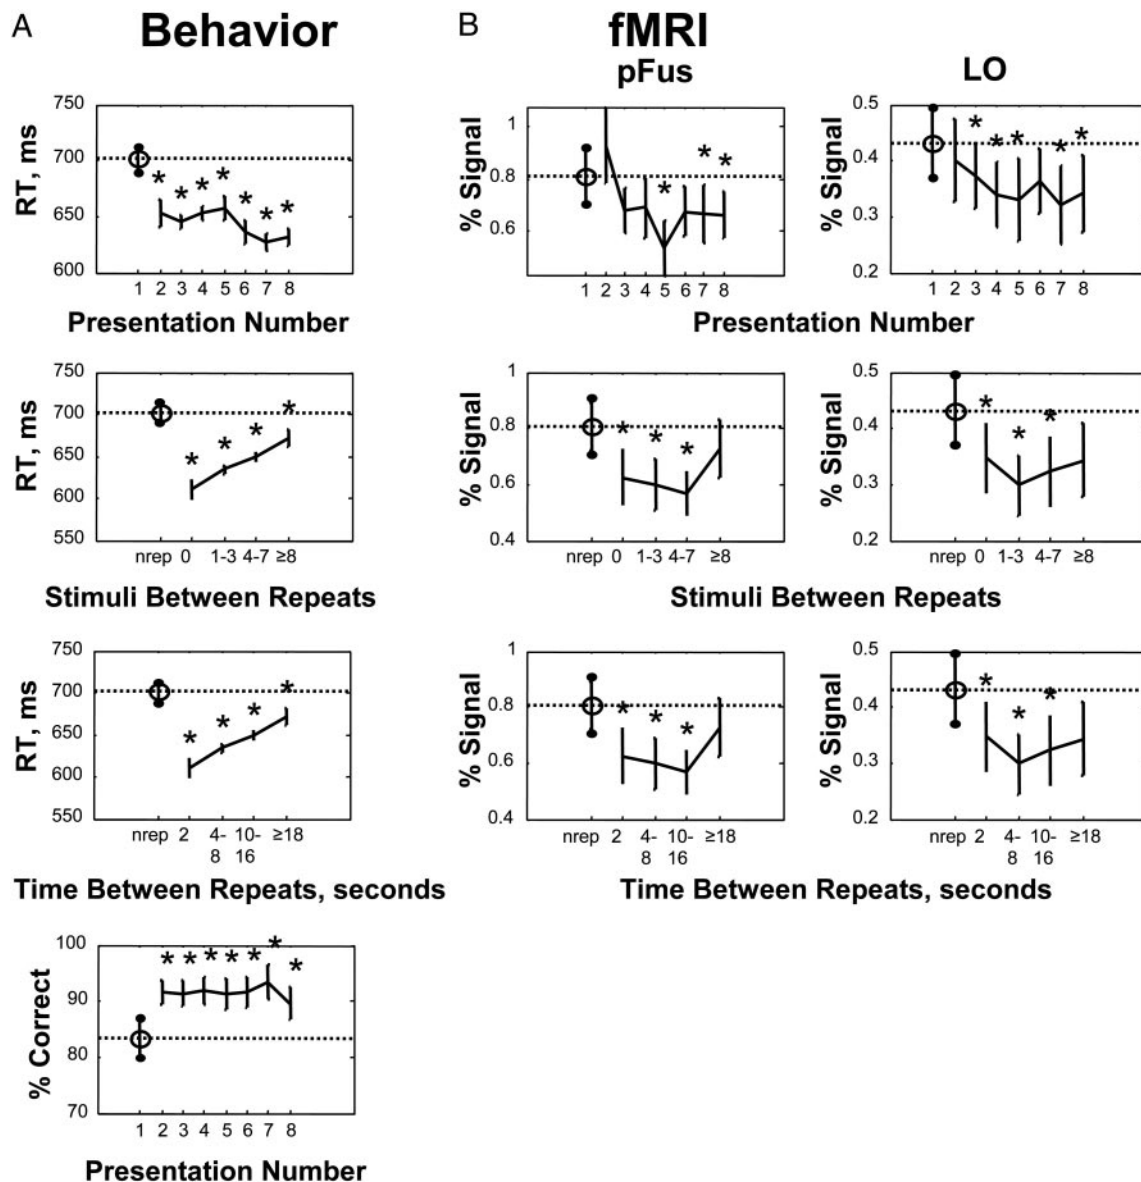 A Behavior B fMRI
pFus LO
750
700
650
600
RT, ms
* * * * * * *
1 2 3 4 5 6 7 8
Presentation Number
1
0.8
0.6
% Signal
* * *
1 2 3 4 5 6 7 8
0.5
0.4
0.3
0.2
% Signal
* * * * *
1 2 3 4 5 6 7 8
Presentation Number
750
700
650
600
550
RT, ms
* * * *
nrep 0 1-3 4-7 ≥8
Stimuli Between Repeats
1
0.8
0.6
0.4
% Signal
* * *
nrep 0 1-3 4-7 ≥8
0.5
0.4
0.3
0.2
% Signal
* * *
nrep 0 1-3 4-7 ≥8
Stimuli Between Repeats
750
700
650
600
550
RT, ms
* * * *
nrep 2 4- 10- ≥18
8 16
Time Between Repeats, seconds
1
0.8
0.6
0.4
% Signal
* * *
nrep 2 4- 10- ≥18
8 16
0.5
0.4
0.3
0.2
% Signal
* * *
nrep 2 4- 10- ≥18
8 16
Time Between Repeats, seconds
100
90
80
70
% Correct
* * * * * * *
1 2 3 4 5 6 7 8
Presentation Number